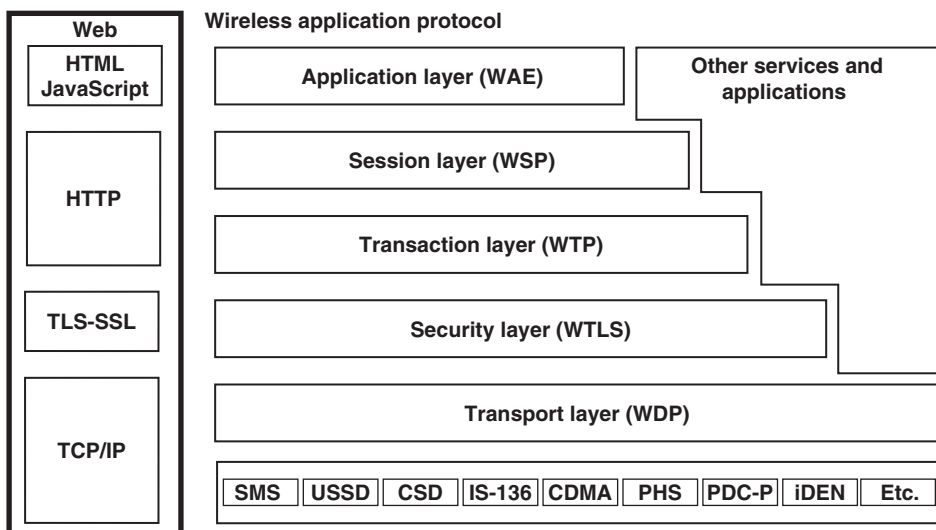 Web
HTML
JavaScript
HTTP
TLS-SSL
TCP/IP
Wireless application protocol
Application layer (WAE)
Other services and
applications
Session layer (WSP)
Transaction layer (WTP)
Security layer (WTLS)
Transport layer (WDP)
SMS USSD CSD IS-136 CDMA PHS PDC-P iDEN Etc.